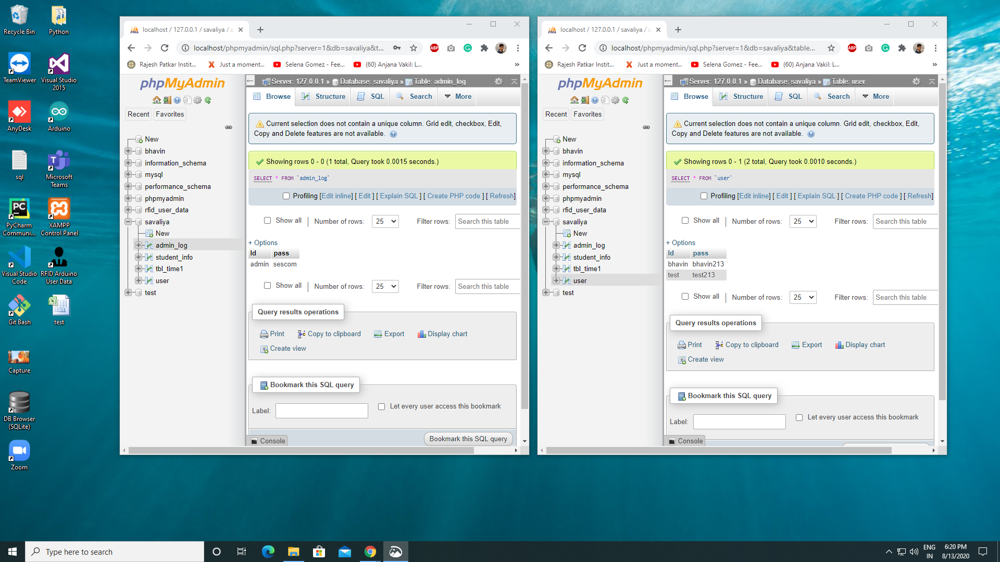 Recycle Bin
Python
TeamViewer
Visual Studio
2015
AnyDesk
Arduino
sql
Microsoft
Teams
PyCharm
Communi...
XAMPP
Control Panel
Visual Studio
Code
RFID Arduino
User Data
Git Bash
test
Capture
DB Browser
(SQLite)
Zoom
localhost / 127.0.0.1 / savaliya / a
localhost/phpmyadmin/sql.php?server=1&db=savaliya&t...
ABP
Rajesh Patkar Instit...
Just a moment...
Selena Gomez - Fee...
(60) Anjana Vakil: L...
»
phpMyAdmin
Recent
Favorites
New
bhavin
information_schema
mysql
performance_schema
phpmyadmin
rfid_user_data
savaliya
New
admin_log
student_info
tbl_time1
user
test
Server: 127.0.0.1 » Database: savaliya » Table: admin_log
Browse Structure SQL Search More
Current selection does not contain a unique column. Grid edit, checkbox, Edit,
Copy and Delete features are not available.
Showing rows 0 - 0 (1 total, Query took 0.0015 seconds.)
SELECT * FROM `admin_log`
Profiling [Edit inline] [ Edit ] [ Explain SQL ] [ Create PHP code ] [ Refresh]
Show all | Number of rows: 25 Filter rows: Search this table
+ Options
Id pass
admin sescom
Show all | Number of rows: 25 Filter rows: Search this table
Query results operations
Print Copy to clipboard Export Display chart
Create view
Bookmark this SQL query
Label: Let every user access this bookmark
Console
Bookmark this SQL query
localhost / 127.0.0.1 / savaliya / u
localhost/phpmyadmin/sql.php?server=1&db=savaliya&table...
ABP
Rajesh Patkar Instit...
Just a moment...
Selena Gomez - Fee...
(60) Anjana Vakil: L...
»
phpMyAdmin
Recent
Favorites
New
bhavin
information_schema
mysql
performance_schema
phpmyadmin
rfid_user_data
savaliya
New
admin_log
student_info
tbl_time1
user
test
Server: 127.0.0.1 » Database: savaliya » Table: user
Browse Structure SQL Search More
Current selection does not contain a unique column. Grid edit, checkbox, Edit,
Copy and Delete features are not available.
Showing rows 0 - 1 (2 total, Query took 0.0010 seconds.)
SELECT * FROM `user`
Profiling [Edit inline] [ Edit ] [ Explain SQL ] [ Create PHP code ] [ Refresh]
Show all | Number of rows: 25 Filter rows: Search this table
+ Options
Id pass
bhavin bhavin213
test test213
Show all | Number of rows: 25 Filter rows: Search this table
Query results operations
Print Copy to clipboard Export Display chart
Create view
Bookmark this SQL query
Label: Let every user access this bookmark
Console
Type here to search
ENG
IN
6:20 PM
8/13/2020